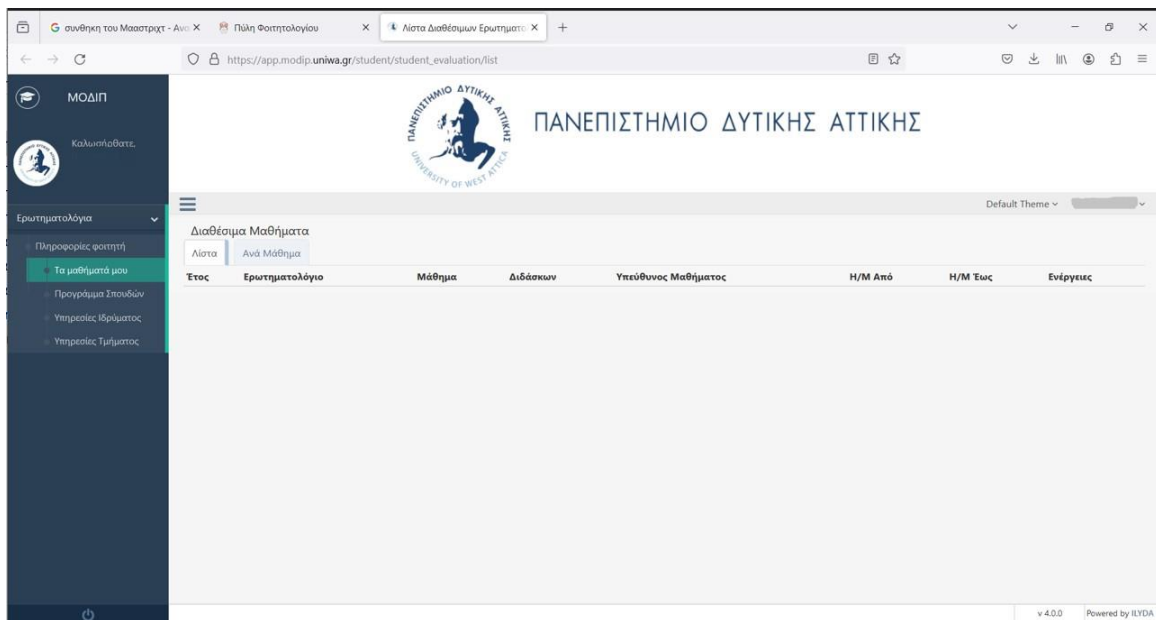 συνθηκη του Μααστριχτ - Ανα
Πύλη Φοιτητολογίου
Λίστα Διαθέσιμων Ερωτηματο
https://app.modip.uniwa.gr/student/student_evaluation/list
ΜΟΔΙΠ
Καλωσήρθατε,
ΠΑΝΕΠΙΣΤΗΜΙΟ ΔΥΤΙΚΗΣ ΑΤΤΙΚΗΣ
UNIVERSITY OF WEST ATTICA
ΠΑΝΕΠΙΣΤΗΜΙΟ ΔΥΤΙΚΗΣ ΑΤΤΙΚΗΣ
Default Theme
Ερωτηματολόγια
Πληροφορίες φοιτητή
Τα μαθήματά μου
Προγράμμα Σπουδών
Υπηρεσίες Ιδρύματος
Υπηρεσίες Τμήματος
Διαθέσιμα Μαθήματα
Λίστα Ανά Μάθημα
Έτος Ερωτηματολόγιο Μάθημα Διδάσκων Υπεύθυνος Μαθήματος Η/Μ Από Η/Μ Έως Ενέργειες
v 4.0.0 Powered by ILYDA